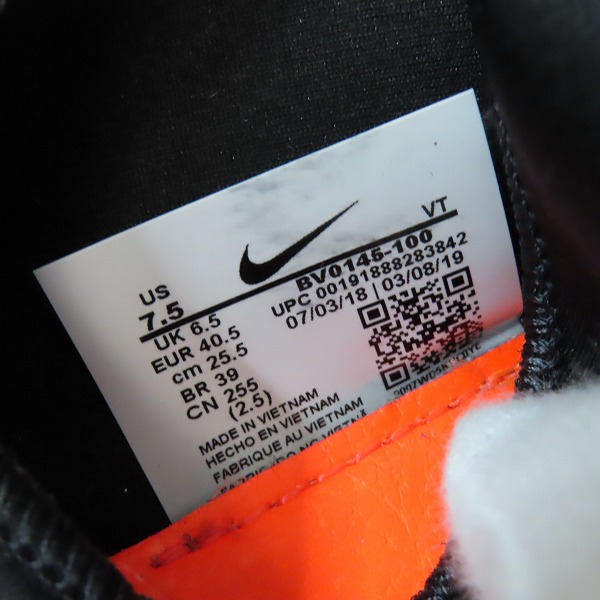 VT
US
7.5
BV0145-100
UK 6.5
UPC 00191888283842
EUR 40.5
07/03/18 | 03/08/19
cm 25.5
BR 39
CN 255
(2.5)
MADE IN VIETNAM
HECHO EN VIETNAM
FABRIQUE AU VIETNAM